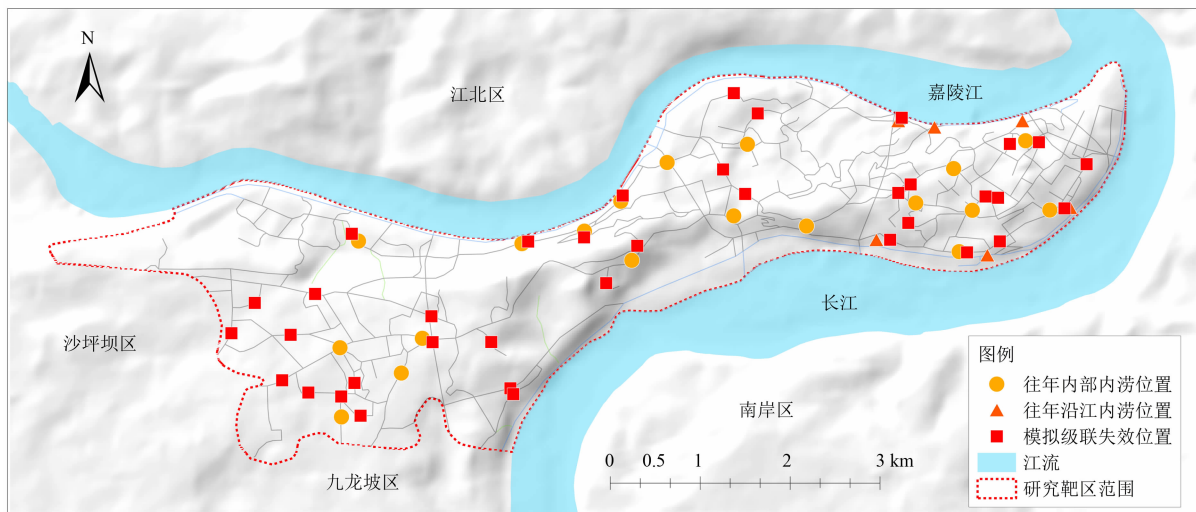 N
江北区
嘉陵江
长江
沙坪坝区
南岸区
九龙坡区
0 0.5 1 2 3 km
图例
往年内部内涝位置
往年沿江内涝位置
模拟级联失效位置
江流
研究靶区范围